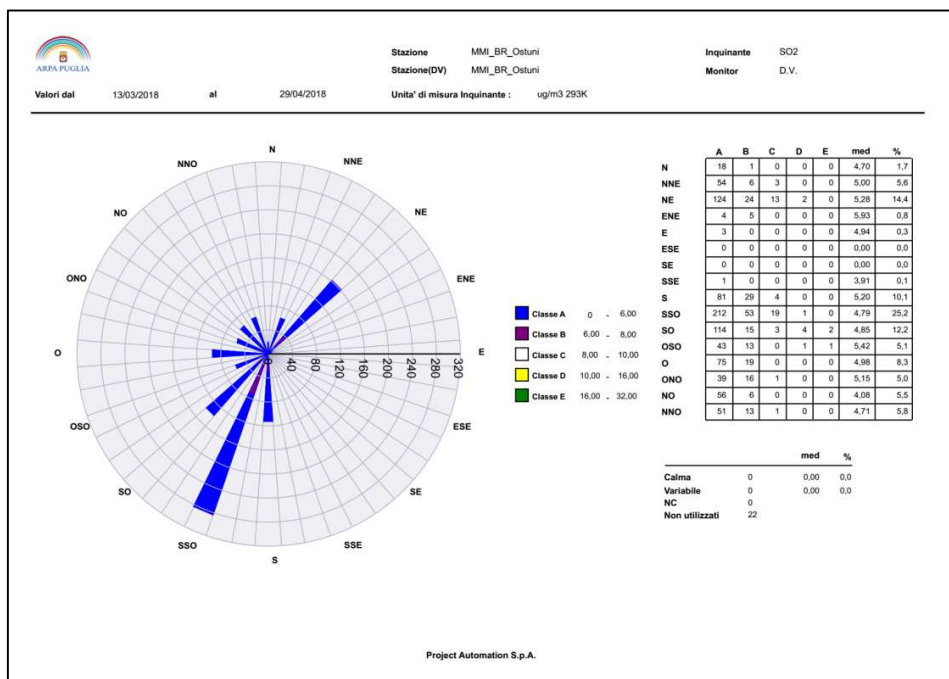 ARPA PUGLIA
Stazione MMI_BR_Ostuni Inquinante SO2
Stazione(DV) MMI_BR_Ostuni Monitor D.V.
Valori dal 13/03/2018 al 29/04/2018 Unita' di misura Inquinante : ug/m3 293K
N
NNE
NE
ENE
E
ESE
SE
SSE
S
SSO
SO
OSO
O
ONO
NO
NNO
0 40 80 120 160 200 240 280 320
Classe A 0 - 6,00
Classe B 6,00 - 8,00
Classe C 8,00 - 10,00
Classe D 10,00 - 16,00
Classe E 16,00 - 32,00
A B C D E med %
N 18 1 0 0 0 4,70 1,7
NNE 54 6 3 0 0 5,00 5,6
NE 124 24 13 2 0 5,28 14,4
ENE 4 5 0 0 0 5,93 0,8
E 3 0 0 0 0 4,94 0,3
ESE 0 0 0 0 0 0,00 0,0
SE 0 0 0 0 0 0,00 0,0
SSE 1 0 0 0 0 3,91 0,1
S 81 29 4 0 0 5,20 10,1
SSO 212 53 19 1 0 4,79 25,2
SO 114 15 3 4 2 4,85 12,2
OSO 43 13 0 1 1 5,42 5,1
O 75 19 0 0 0 4,98 8,3
ONO 39 16 1 0 0 5,15 5,0
NO 56 6 0 0 0 4,08 5,5
NNO 51 13 1 0 0 4,71 5,8
med %
Calma 0 0,00 0,0
Variabile 0 0,00 0,0
NC 0
Non utilizzati 22
Project Automation S.p.A.